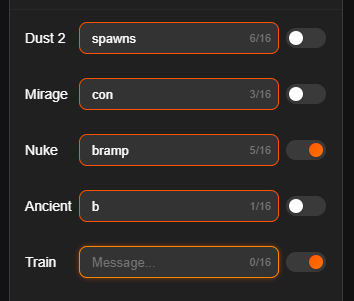 Dust 2 spawns 6/16
Mirage con 3/16
Nuke bramp 5/16
Ancient b 1/16
Train Message... 0/16